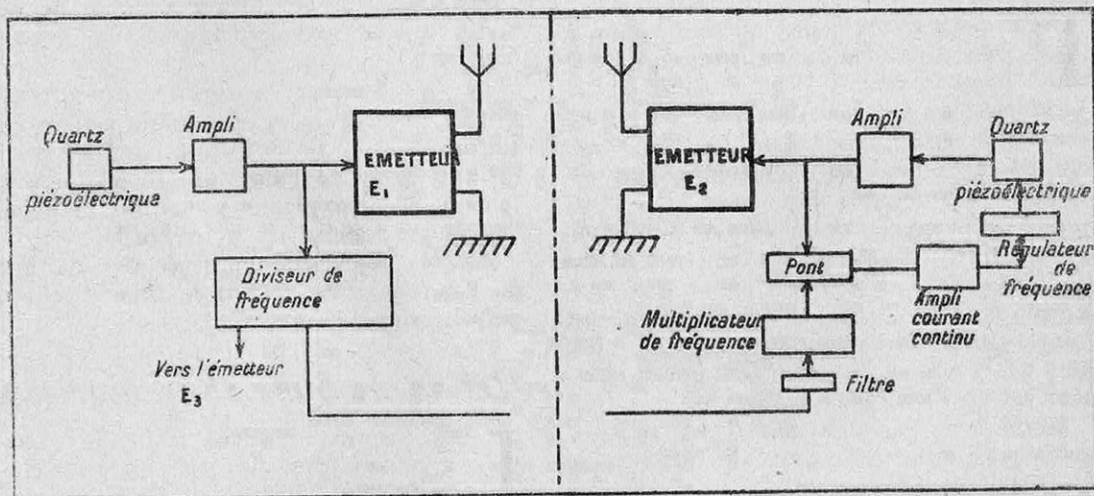 Quartz
piézoélectrique
Ampli
EMETTEUR
E₁
Diviseur de
fréquence
Vers l'émetteur
E₃
EMETTEUR
E₂
Ampli
Quartz
piézoélectrique
Régulateur
de
fréquence
Pont
Ampli
courant
continu
Multiplicateur
de fréquence
Filtre